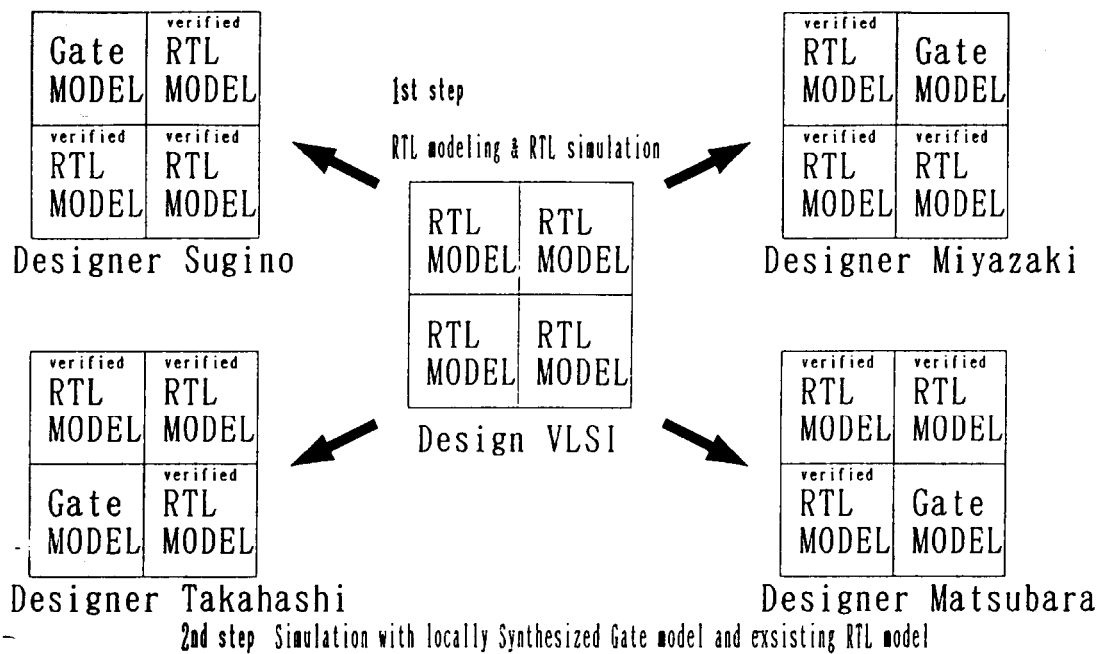 verified
Gate RTL
MODEL MODEL
verified verified
RTL RTL
MODEL MODEL
Designer Sugino
1st step
RTL modeling & RTL simulation
verified
RTL Gate
MODEL MODEL
verified verified
RTL RTL
MODEL MODEL
Designer Miyazaki
RTL RTL
MODEL MODEL
RTL RTL
MODEL MODEL
Design VLSI
verified verified
RTL RTL
MODEL MODEL
verified
Gate RTL
MODEL MODEL
Designer Takahashi
verified verified
RTL RTL
MODEL MODEL
verified
RTL Gate
MODEL MODEL
Designer Matsubara
2nd step Simulation with locally Synthesized Gate model and exsisting RTL model